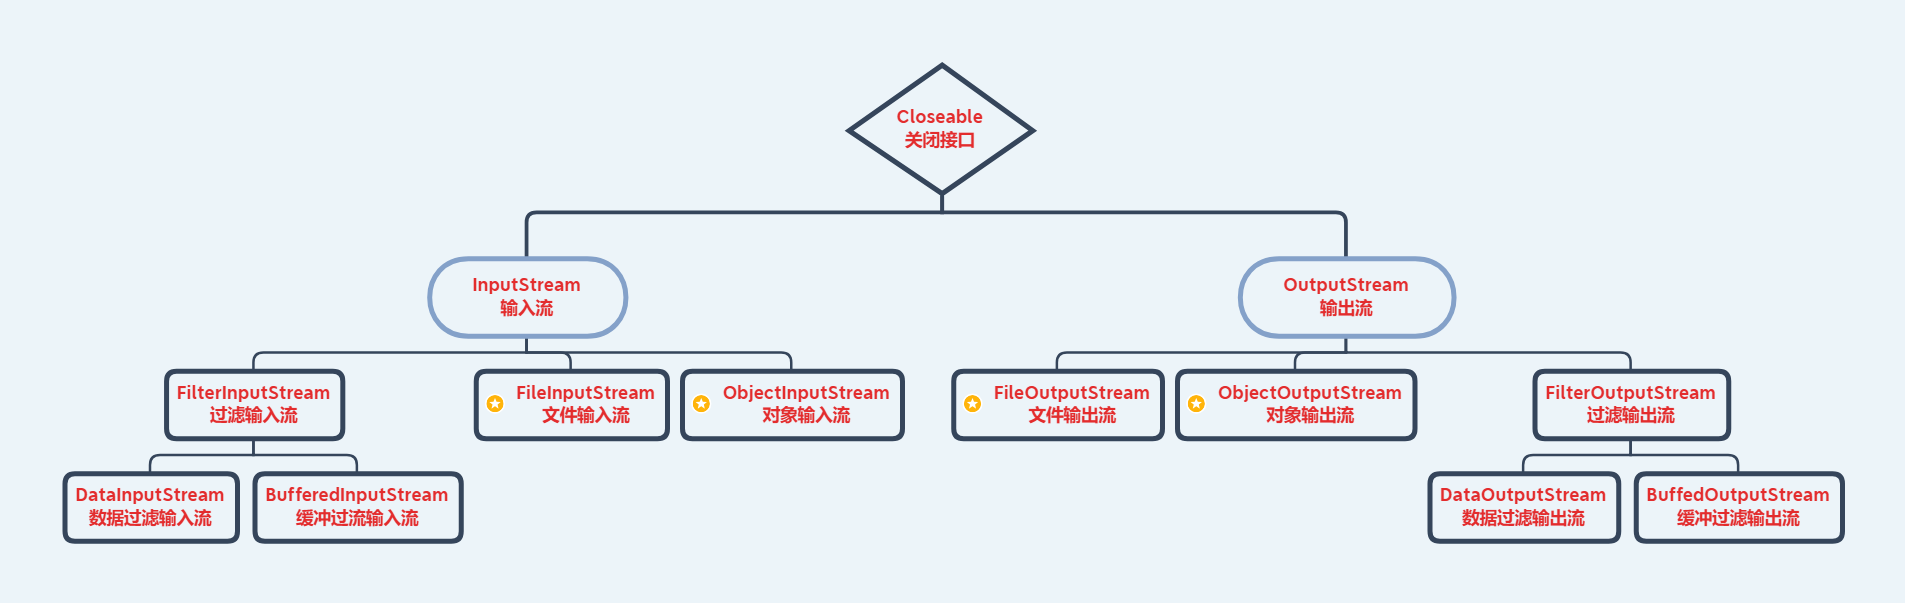 Closeable
关闭接口
InputStream
输入流
OutputStream
输出流
FilterInputStream
过滤输入流
FileInputStream
文件输入流
ObjectInputStream
对象输入流
FileOutputStream
文件输出流
ObjectOutputStream
对象输出流
FilterOutputStream
过滤输出流
DataInputStream
数据过滤输入流
BufferedInputStream
缓冲过流输入流
DataOutputStream
数据过滤输出流
BuffedOutputStream
缓冲过滤输出流